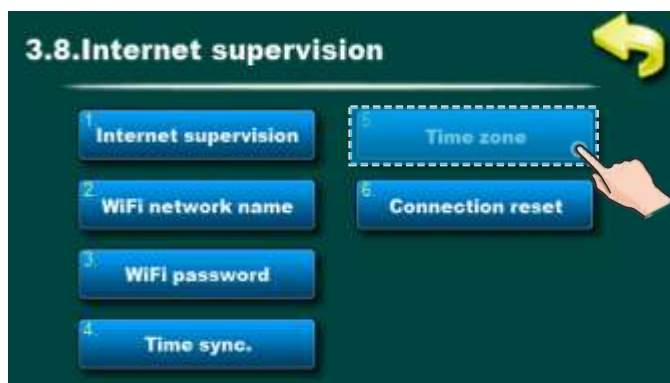 3.8.Internet supervision
1.
Internet supervision
2.
WiFi network name
3.
WiFi password
4.
Time sync.
5.
Time zone
6.
Connection reset